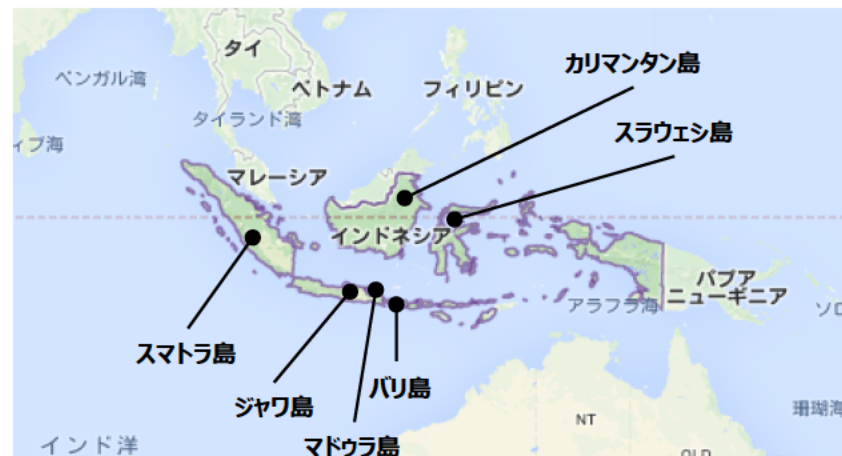 タイ
カリマンタン島
ベンガル湾
ベトナム
フィリピン
タイランド湾
スラウェシ島
ィブ海
マレーシア
インドネシア
パプア
ニューギニア
アラフラ海
ソロ
スマトラ島
ジャワ島
バリ島
マドゥラ島
珊瑚海
NT
インド洋
QLD